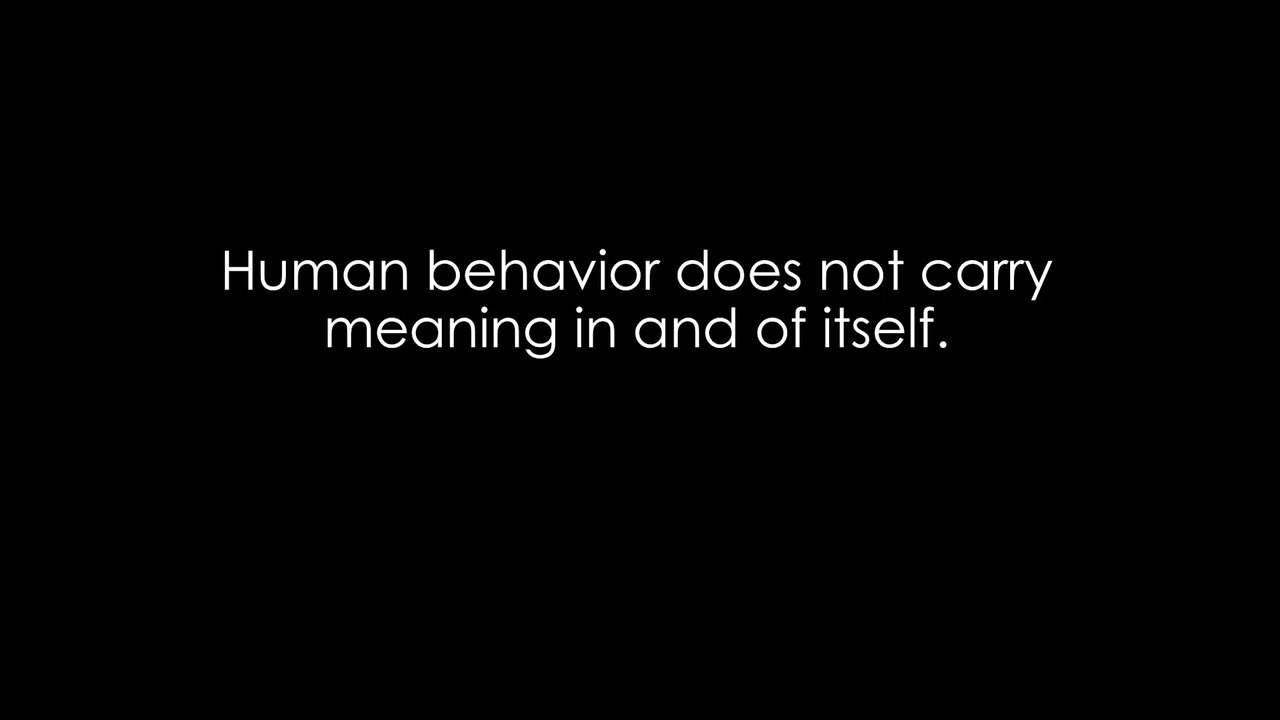 Human behavior does not carry
meaning in and of itself.